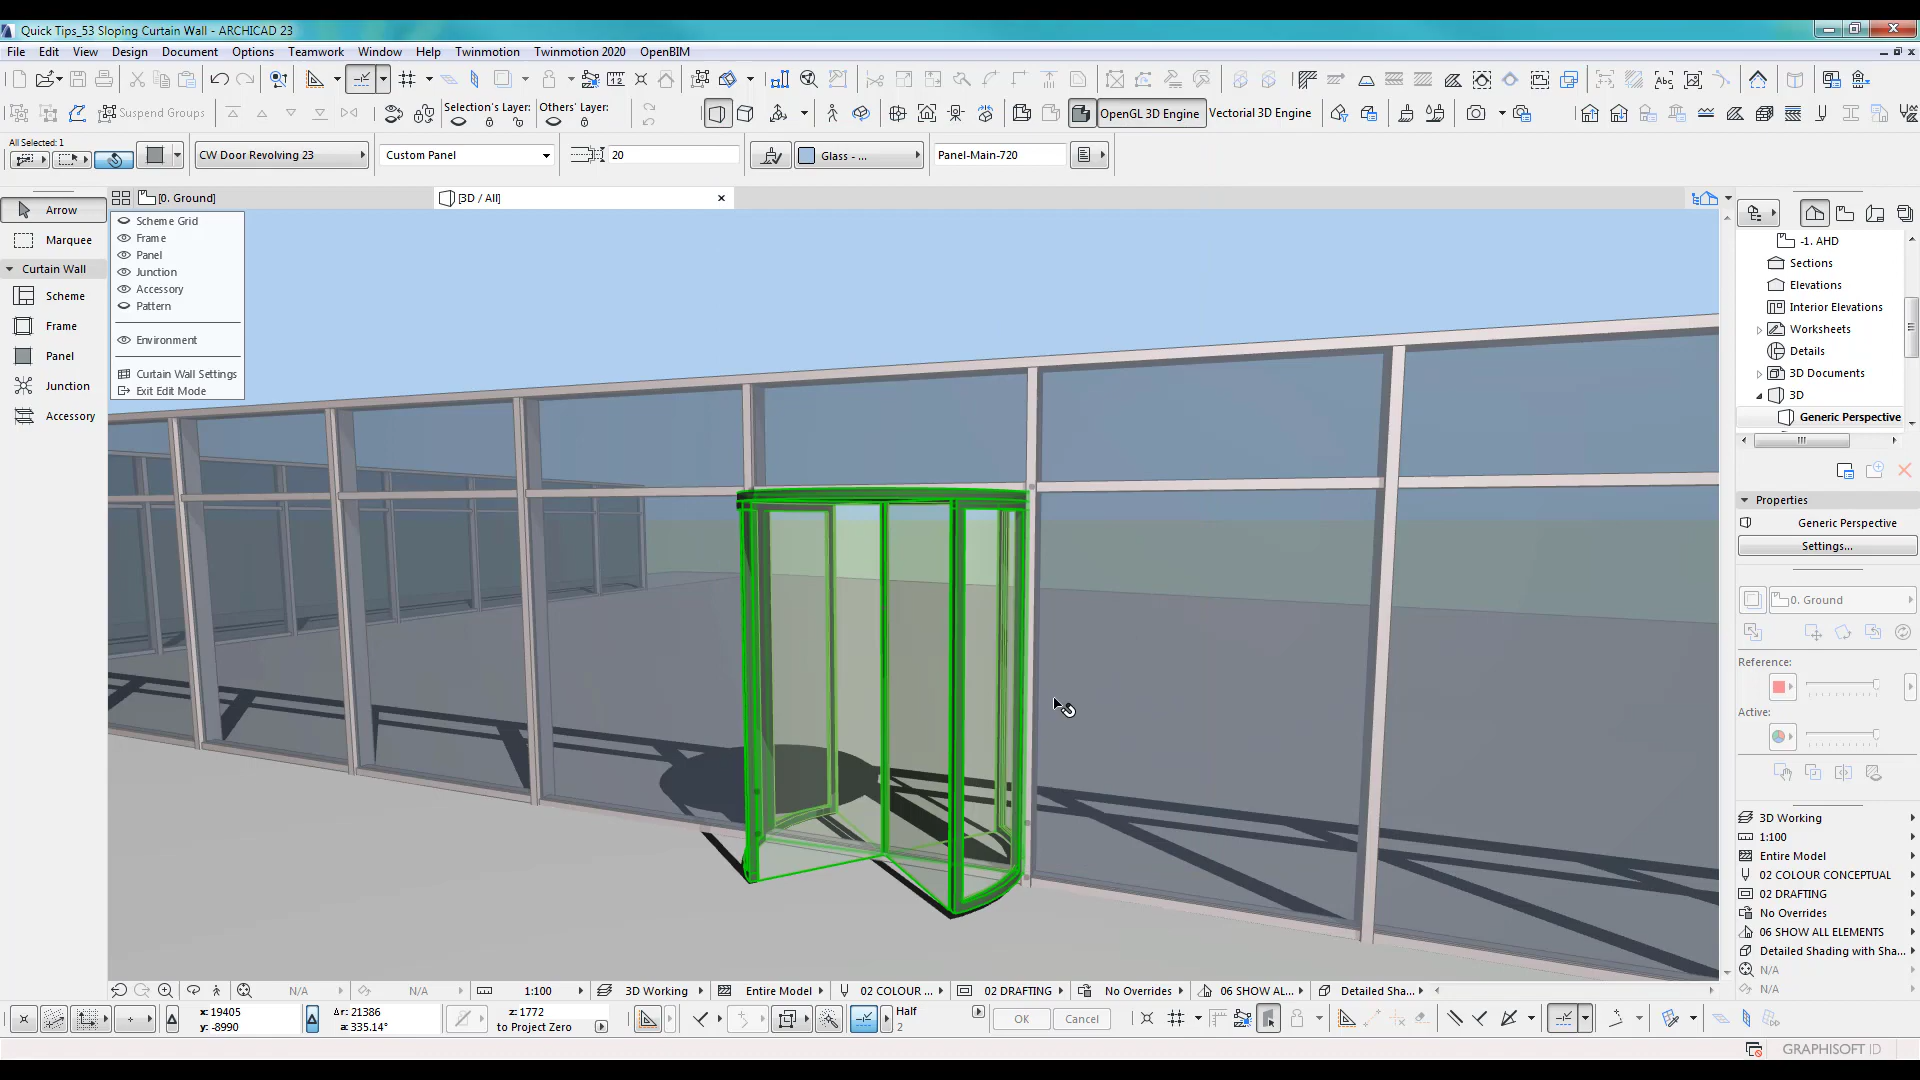 Quick Tips_53 Sloping Curtain Wall - ARCHICAD 23
File Edit View Design Document Options Teamwork Window Help Twinmotion Twinmotion 2020 OpenBIM
Suspend Groups
Selection's Layer:
Others' Layer:
OpenGL 3D Engine
Vectorial 3D Engine
All Selected: 1
CW Door Revolving 23
Custom Panel
20
Glass - ...
Panel-Main-720
[0. Ground]
[3D / All]
Arrow
Marquee
Curtain Wall
Scheme
Frame
Panel
Junction
Accessory
Scheme Grid
Frame
Panel
Junction
Accessory
Pattern
Environment
Curtain Wall Settings
Exit Edit Mode
-1. AHD
Sections
Elevations
Interior Elevations
Worksheets
Details
3D Documents
3D
Generic Perspective
Properties
Generic Perspective
Settings...
0. Ground
Reference:
Active:
3D Working
1:100
Entire Model
02 COLOUR CONCEPTUAL
02 DRAFTING
No Overrides
06 SHOW ALL ELEMENTS
Detailed Shading with Sha...
N/A
N/A
N/A N/A 1:100 3D Working Entire Model 02 COLOUR ... 02 DRAFTING No Overrides 06 SHOW AL... Detailed Sha...
x: 19405
y: -8990
Δr: 21386
a: 335.14°
z: 1772
to Project Zero
Half
2
OK
Cancel
GRAPHISOFT ID